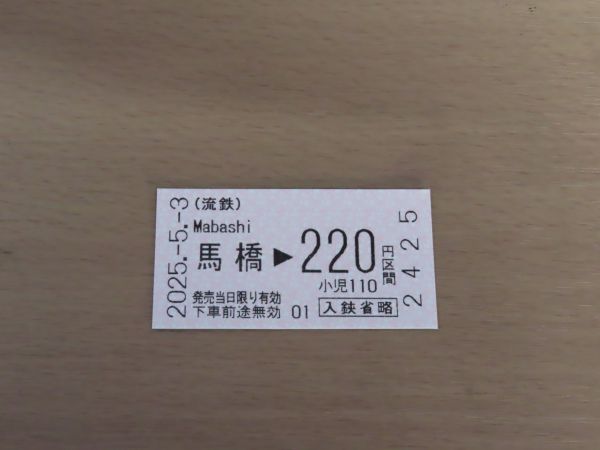 2025.-5.-3
(流鉄)
Mabashi
馬橋▶220円区間
小児110
発売当日限り有効
下車前途無効 01 入鋏省略
2425